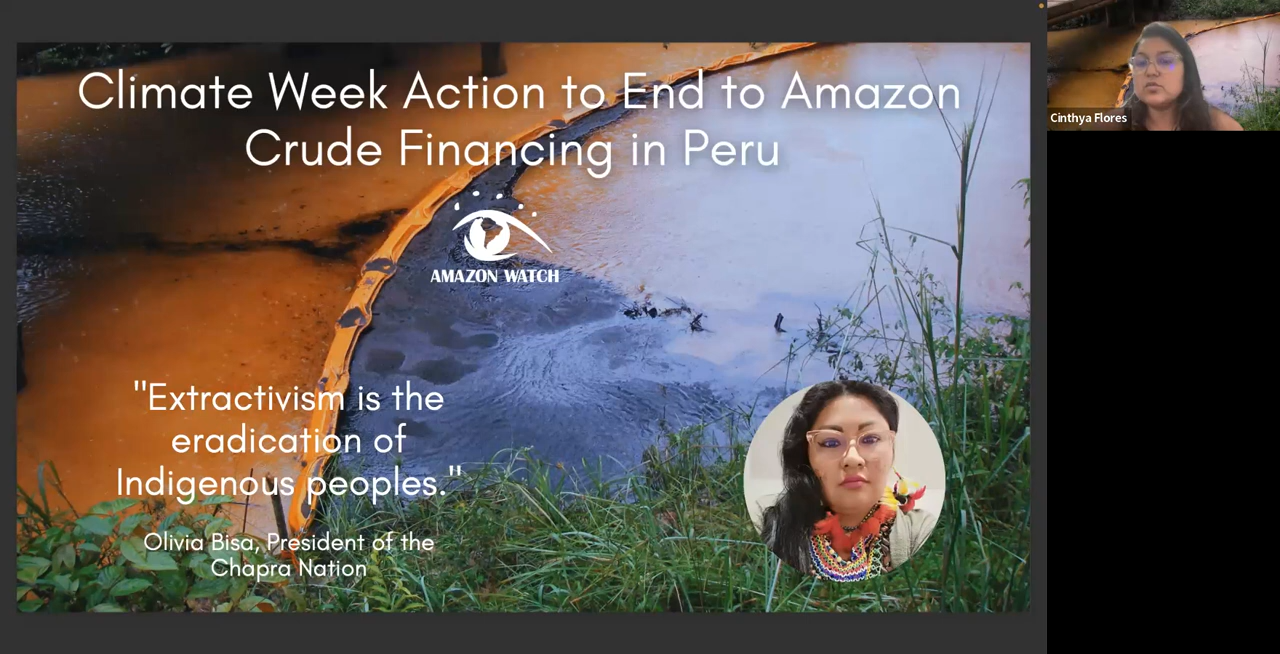 Climate Week Action to End to Amazon
Crude Financing in Peru
AMAZON WATCH
"Extractivism is the
eradication of
Indigenous peoples."
Olivia Bisa, President of the
Chapra Nation
Cinthya Flores